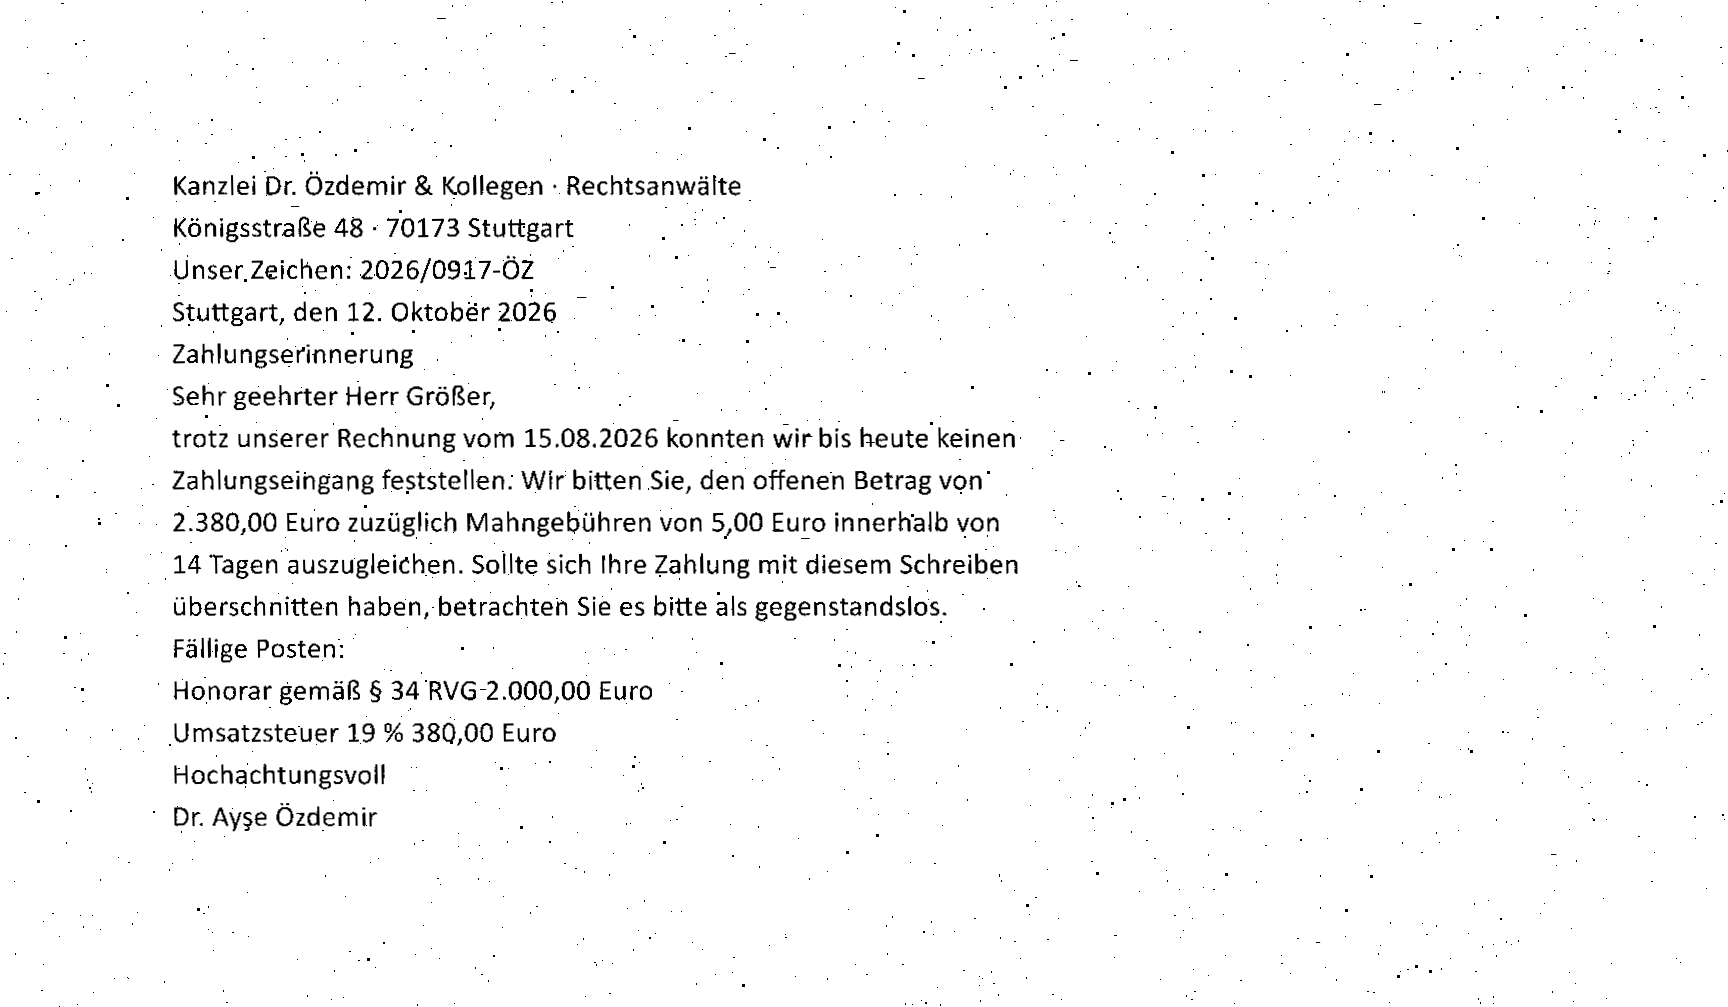 Kanzlei Dr. Özdemir & Kollegen · Rechtsanwälte
Königsstraße 48 · 70173 Stuttgart
Unser Zeichen: 2026/0917-ÖZ
Stuttgart, den 12. Oktober 2026
Zahlungserinnerung
Sehr geehrter Herr Größer,
trotz unserer Rechnung vom 15.08.2026 konnten wir bis heute keinen
Zahlungseingang feststellen. Wir bitten Sie, den offenen Betrag von
2.380,00 Euro zuzüglich Mahngebühren von 5,00 Euro innerhalb von
14 Tagen auszugleichen. Sollte sich Ihre Zahlung mit diesem Schreiben
überschnitten haben, betrachten Sie es bitte als gegenstandslos.
Fällige Posten:
Honorar gemäß § 34 RVG 2.000,00 Euro
Umsatzsteuer 19 % 380,00 Euro
Hochachtungsvoll
Dr. Ayşe Özdemir